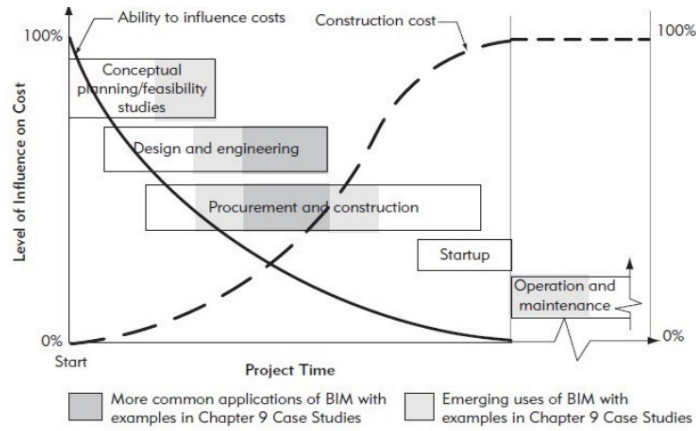 Ability to influence costs
Construction cost
100%
100%
Conceptual
planning/feasibility
studies
Level of Influence on Cost
Design and engineering
Procurement and construction
Startup
Operation and
maintenance
0%
0%
Start
Project Time
More common applications of BIM with
examples in Chapter 9 Case Studies
Emerging uses of BIM with
examples in Chapter 9 Case Studies